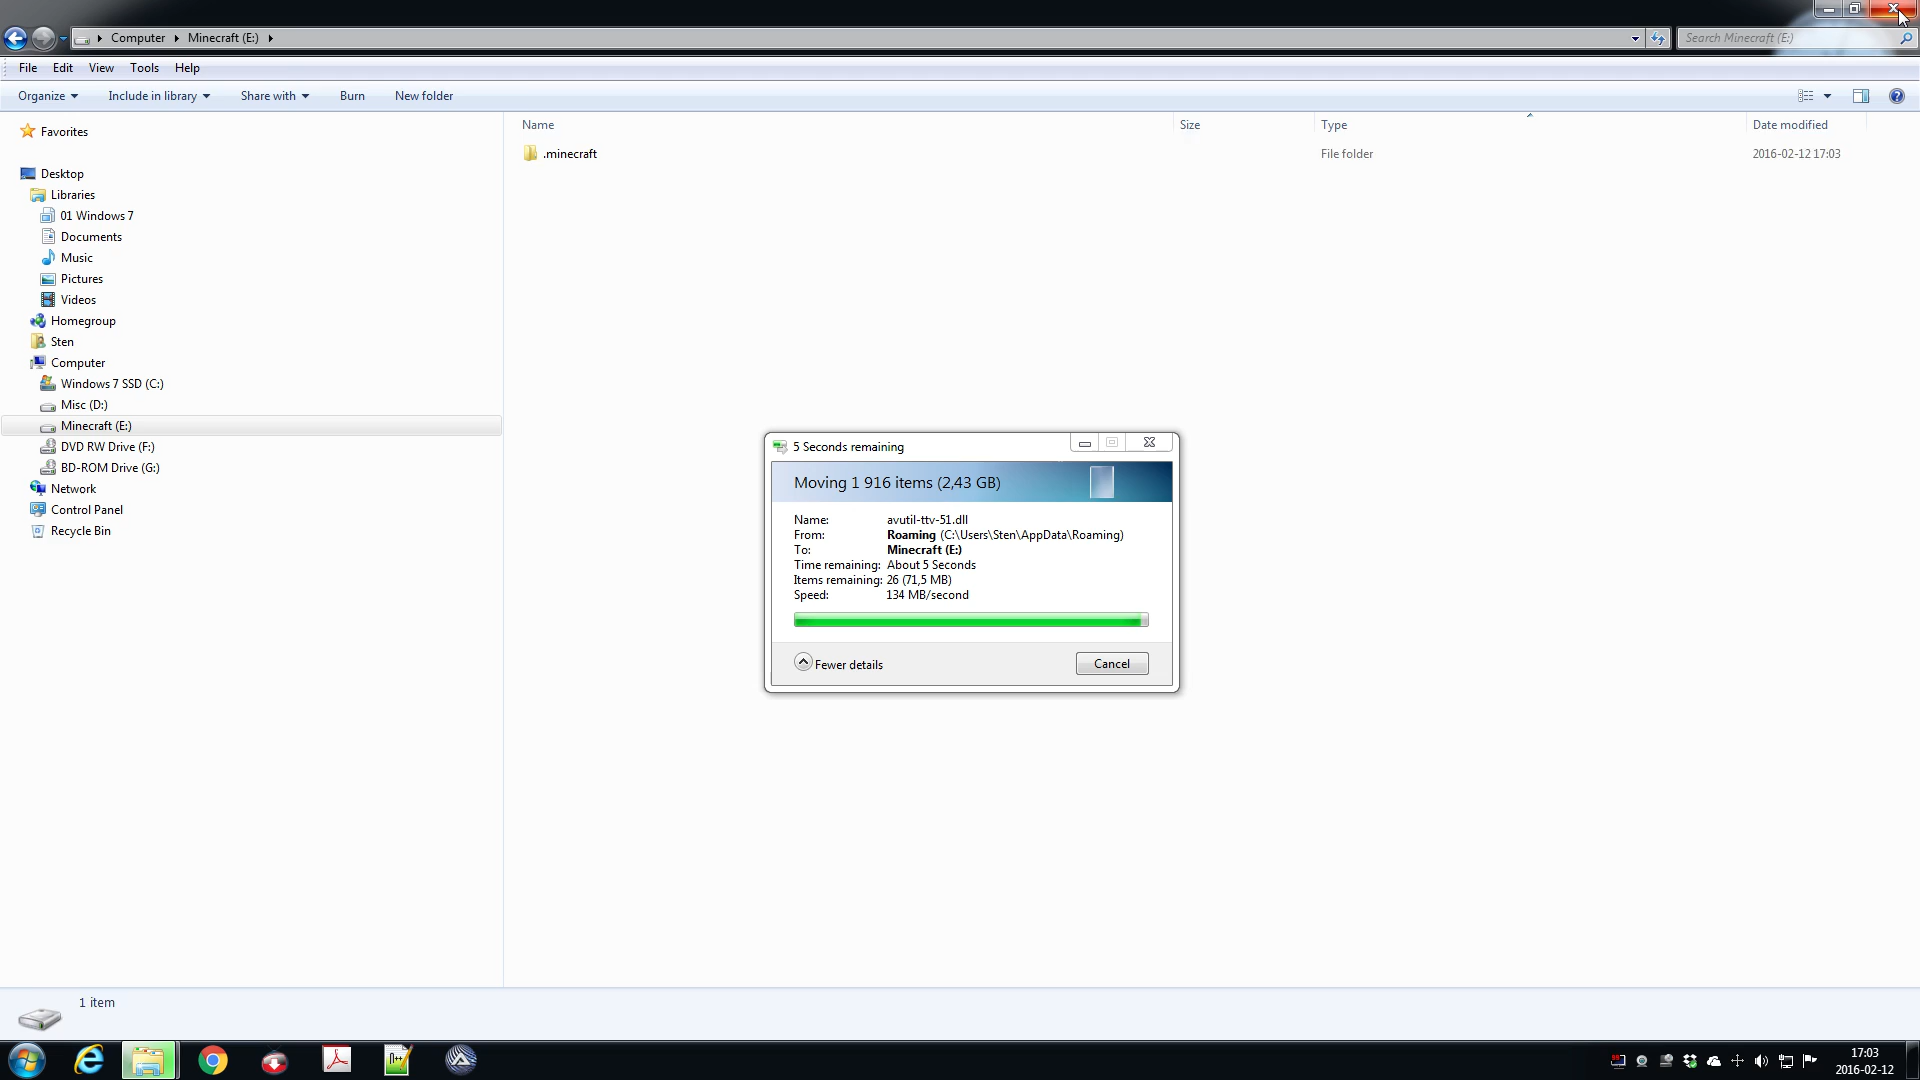 Computer
Minecraft (E:)
Search Minecraft (E:)
File Edit View Tools Help
Organize Include in library Share with Burn New folder
Name Size Type Date modified
.minecraft File folder 2016-02-12 17:03
Favorites
Desktop
Libraries
01 Windows 7
Documents
Music
Pictures
Videos
Homegroup
Sten
Computer
Windows 7 SSD (C:)
Misc (D:)
Minecraft (E:)
DVD RW Drive (F:)
BD-ROM Drive (G:)
Network
Control Panel
Recycle Bin
5 Seconds remaining
Moving 1 916 items (2,43 GB)
Name: avutil-ttv-51.dll
From: Roaming (C:\Users\Sten\AppData\Roaming)
To: Minecraft (E:)
Time remaining: About 5 Seconds
Items remaining: 26 (71,5 MB)
Speed: 134 MB/second
Fewer details
Cancel
1 item
17:03
2016-02-12